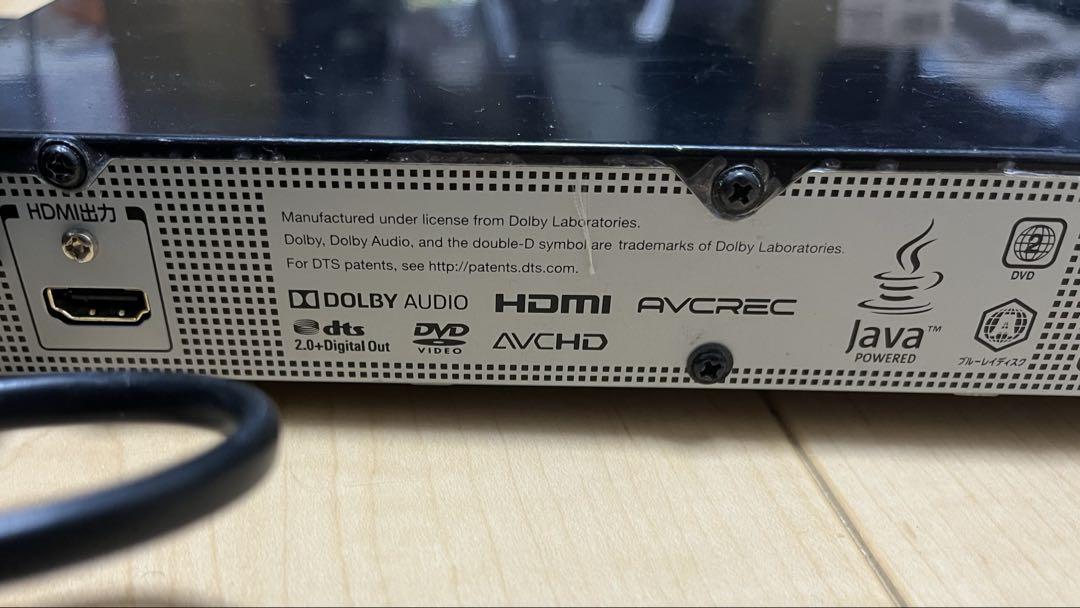 HDMI出力
Manufactured under license from Dolby Laboratories.
Dolby, Dolby Audio, and the double-D symbol are trademarks of Dolby Laboratories.
For DTS patents, see http://patents.dts.com.
DOLBY AUDIO
HDMI
AVCREC
dts
2.0+Digital Out
DVD
VIDEO
AVCHD
Java™
POWERED
2
DVD
A
ブルーレイディスク